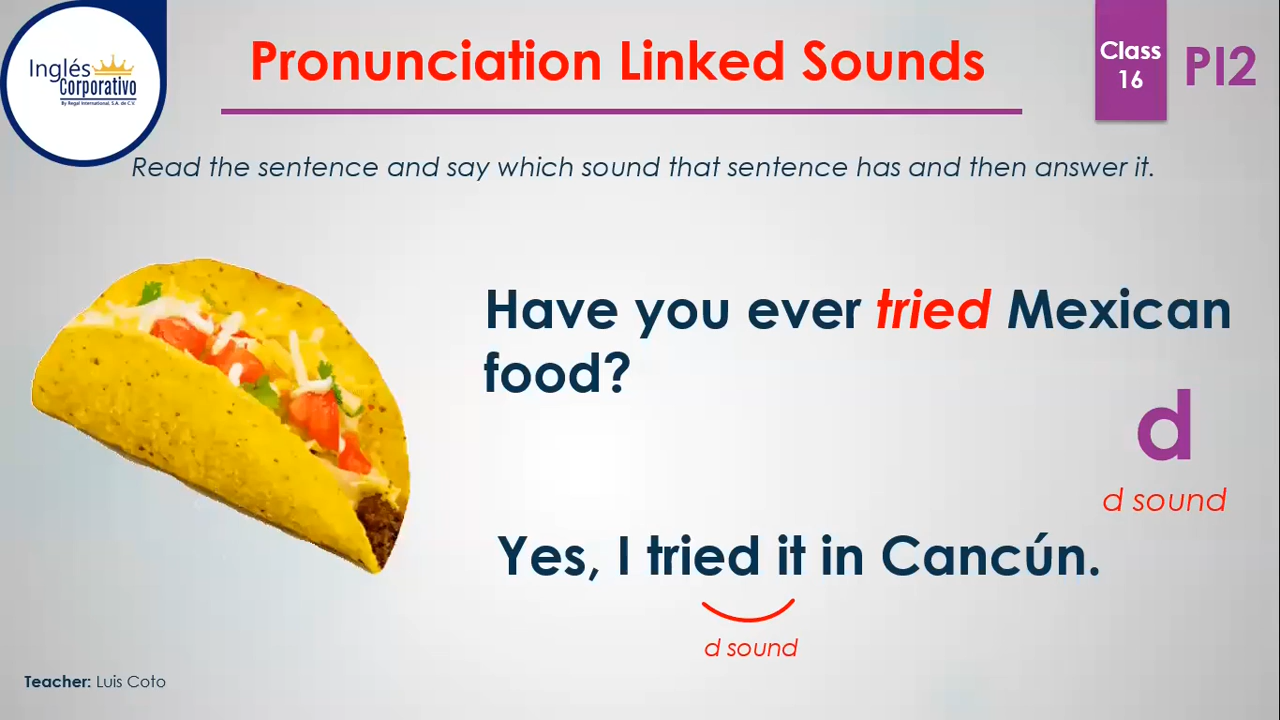 Inglés
Corporativo
By Regal International, S.A. de C.V.
Pronunciation Linked Sounds
Class
16
PI2
Read the sentence and say which sound that sentence has and then answer it.
Have you ever tried Mexican
food?
d
d sound
Yes, I tried it in Cancún.
d sound
Teacher: Luis Coto